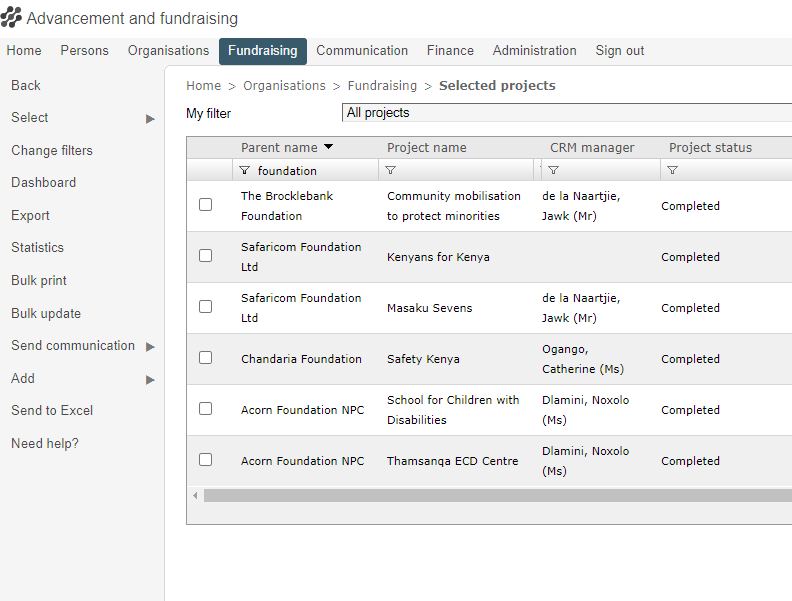 Advancement and fundraising
Home Persons Organisations Fundraising Communication Finance Administration Sign out
Back
Select
Change filters
Dashboard
Export
Statistics
Bulk print
Bulk update
Send communication
Add
Send to Excel
Need help?
Home > Organisations > Fundraising > Selected projects
My filter All projects
Parent name Project name CRM manager Project status
foundation
The Brocklebank
Foundation
Community mobilisation
to protect minorities
de la Naartjie,
Jawk (Mr)
Completed
Safaricom Foundation
Ltd
Kenyans for Kenya
Completed
Safaricom Foundation
Ltd
Masaku Sevens
de la Naartjie,
Jawk (Mr)
Completed
Chandaria Foundation
Safety Kenya
Ogango,
Catherine (Ms)
Completed
Acorn Foundation NPC
School for Children with
Disabilities
Dlamini, Noxolo
(Ms)
Completed
Acorn Foundation NPC
Thamsanqa ECD Centre
Dlamini, Noxolo
(Ms)
Completed